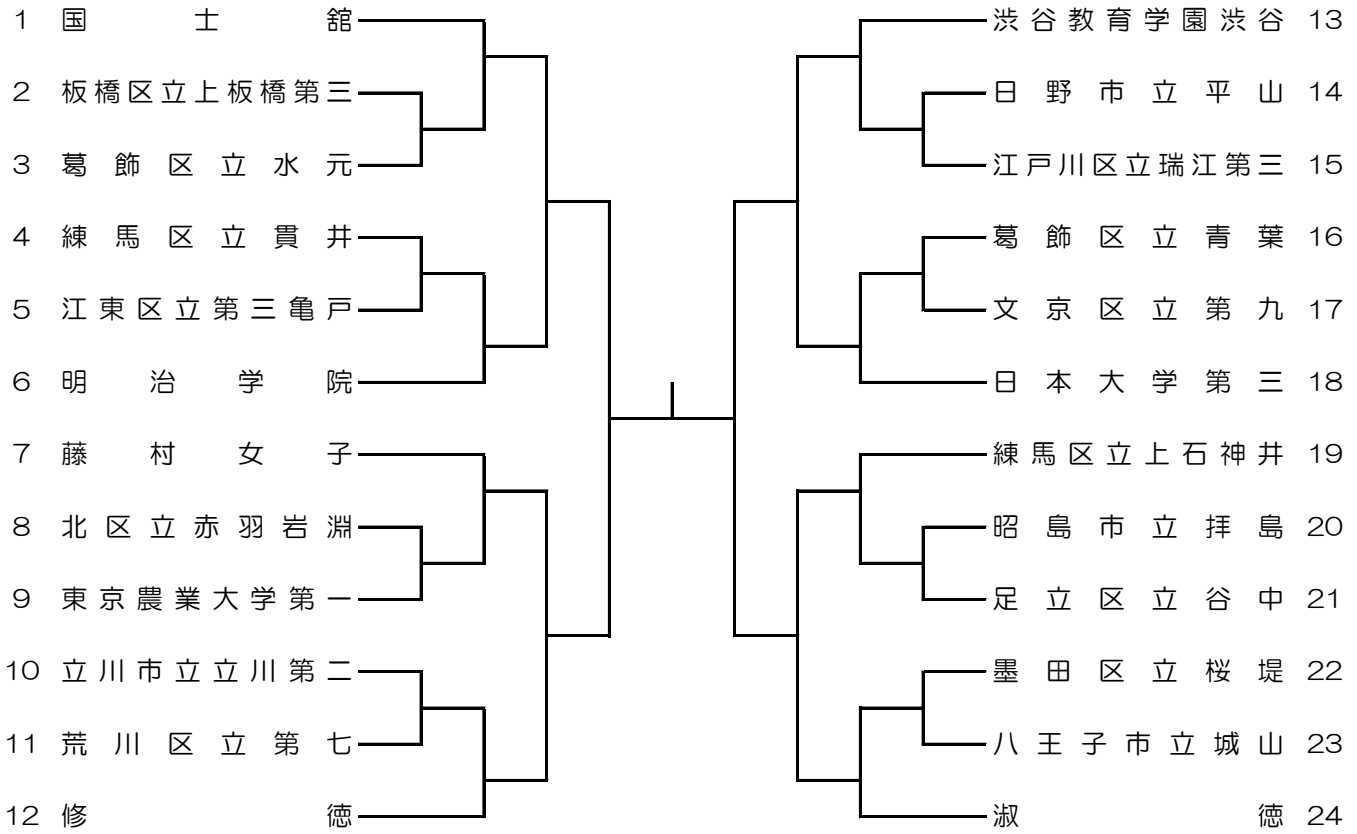 1 国士舘
2 板橋区立上板橋第三
3 葛飾区立水元
4 練馬区立貫井
5 江東区立第三亀戸
6 明治学院
7 藤村女子
8 北区立赤羽岩淵
9 東京農業大学第一
10 立川市立立川第二
11 荒川区立第七
12 修徳
渋谷教育学園渋谷 13
日野市立平山 14
江戸川区立瑞江第三 15
葛飾区立青葉 16
文京区立第九 17
日本大学第三 18
練馬区立上石神井 19
昭島市立拝島 20
足立区立谷中 21
墨田区立桜堤 22
八王子市立城山 23
淑徳 24